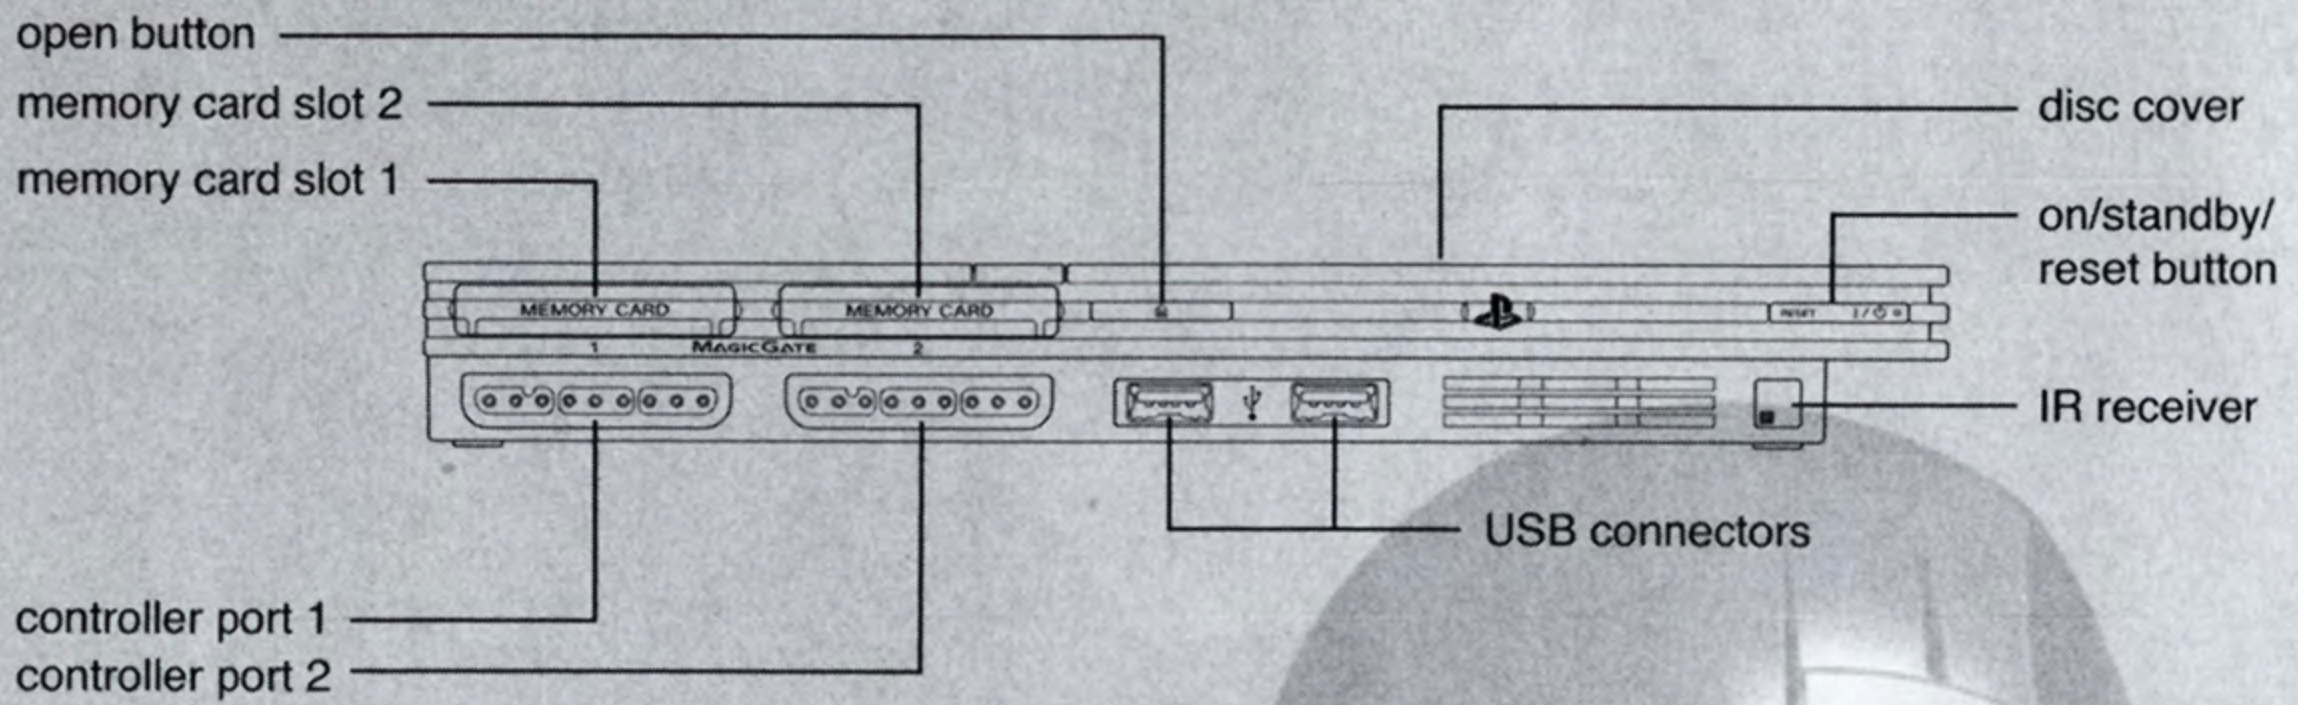 open button
memory card slot 2
memory card slot 1
disc cover
on/standby/
reset button
MEMORY CARD
MEMORY CARD
RESET I/
1 MAGICGATE 2
IR receiver
USB connectors
controller port 1
controller port 2